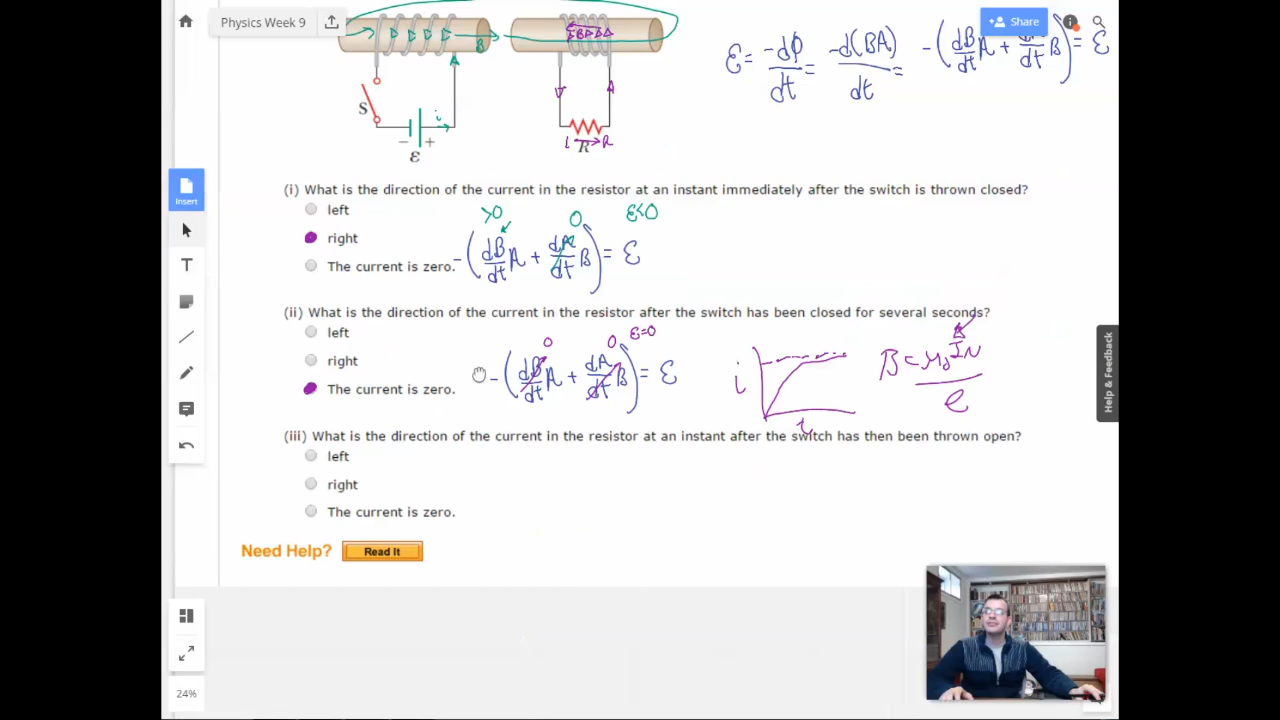 Physics Week 9
Share
B
S
i
− +
ε
B
i R
R
ε = -dϕ/dt = -d(BA)/dt = -(dB/dt A + dA/dt B) = ε
Insert
(i) What is the direction of the current in the resistor at an instant immediately after the switch is thrown closed?
left
right
The current is zero.
>0 0 ε<0
-(dB/dt A + dA/dt B) = ε
(ii) What is the direction of the current in the resistor after the switch has been closed for several seconds?
left
right
The current is zero.
0 0 ε=0
-(dB/dt A + dA/dt B) = ε
i
t
B = μ₀ IN/ℓ
(iii) What is the direction of the current in the resistor at an instant after the switch has then been thrown open?
left
right
The current is zero.
Need Help? Read It
Help & Feedback
24%